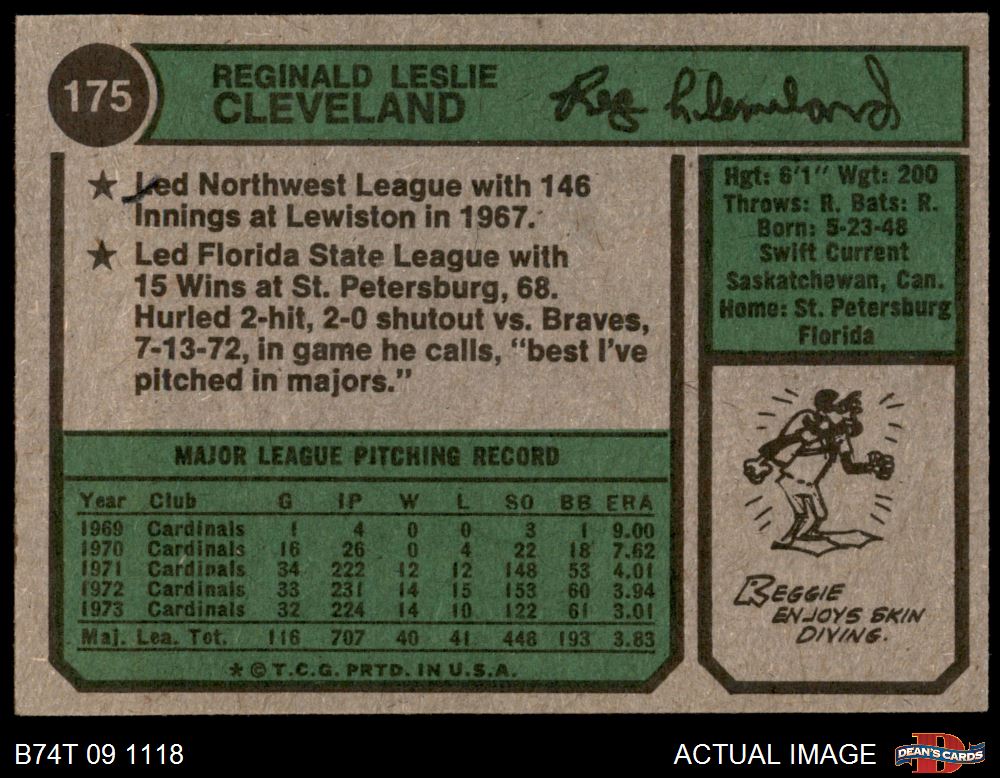 175
REGINALD LESLIE
CLEVELAND
Reg Cleveland
★ Led Northwest League with 146
Innings at Lewiston in 1967.
★ Led Florida State League with
15 Wins at St. Petersburg, 68.
Hurled 2-hit, 2-0 shutout vs. Braves,
7-13-72, in game he calls, “best I’ve
pitched in majors.”
Hgt: 6'1" Wgt: 200
Throws: R. Bats: R.
Born: 5-23-48
Swift Current
Saskatchewan, Can.
Home: St. Petersburg
Florida
MAJOR LEAGUE PITCHING RECORD
Year Club G IP W L SO BB ERA
1969 Cardinals 1 4 0 0 3 1 9.00
1970 Cardinals 16 26 0 4 22 18 7.62
1971 Cardinals 34 222 12 12 148 53 4.01
1972 Cardinals 33 231 14 15 153 60 3.94
1973 Cardinals 32 224 14 10 122 61 3.01
Maj. Lea. Tot. 116 707 40 41 448 193 3.83
* © T.C.G. PRTD. IN U.S.A.
REGGIE
ENJOYS SKIN
DIVING.
B74T 09 1118
ACTUAL IMAGE
DEAN'S CARDS